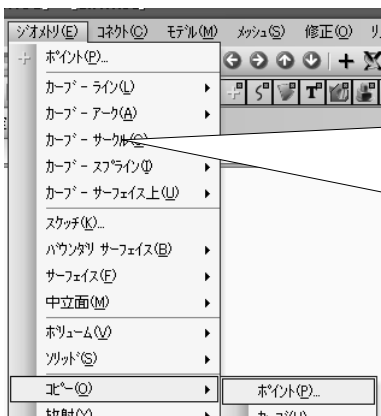 ジオメトリ(E) コネクト(C) モデル(M) メッシュ(S) 修正(O)
ポイント(P)...
カーブ - ライン(L)
カーブ - アーク(A)
カーブ - サークル
カーブ - スプライン(I)
カーブ - サーフェイス上(U)
スケッチ(K)...
バウンダリ サーフェイス(B)
サーフェイス(F)
中立面(M)
ボリューム(V)
ソリッド(S)
コピー(O) ポイント(P)...